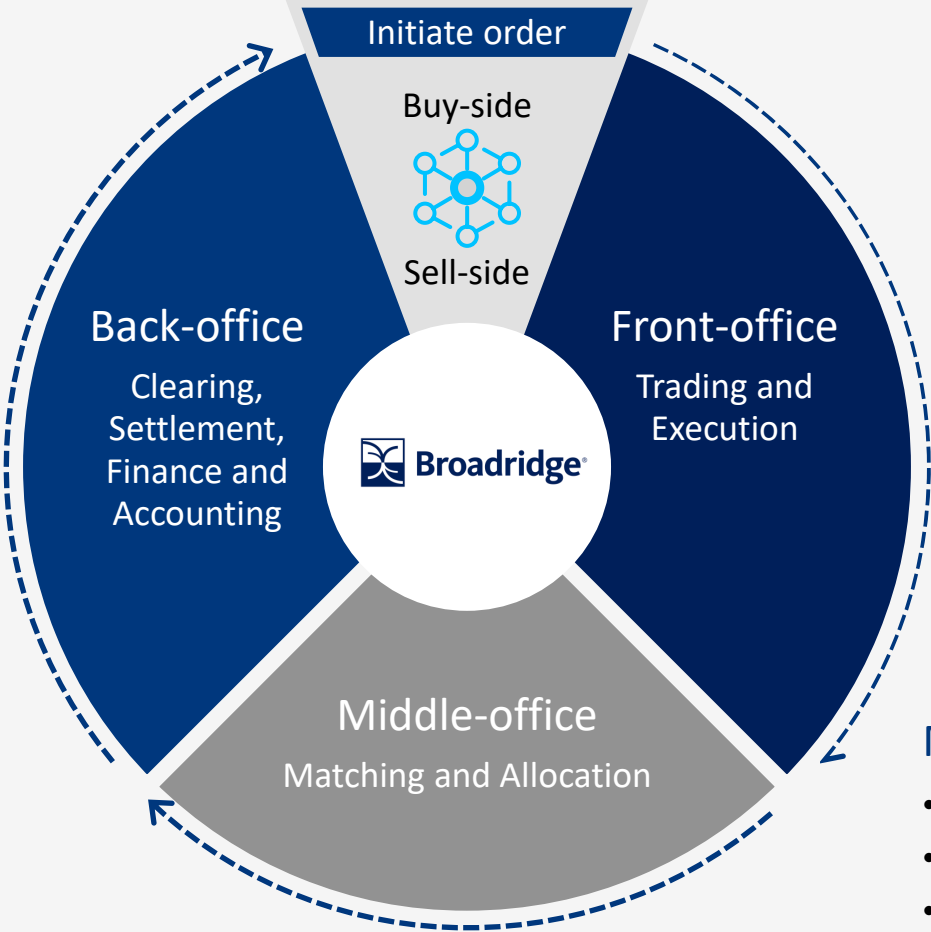 Initiate order
Buy-side
Sell-side
Back-office
Clearing,
Settlement,
Finance and
Accounting
Front-office
Trading and
Execution
Broadridge®
Middle-office
Matching and Allocation
•
•
•